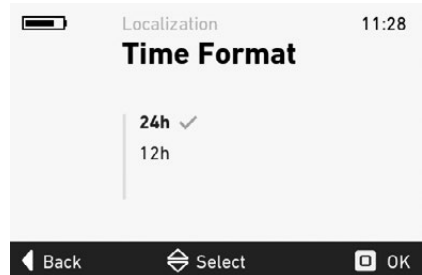 Localization 11:28
Time Format
24h
12h
Back Select OK